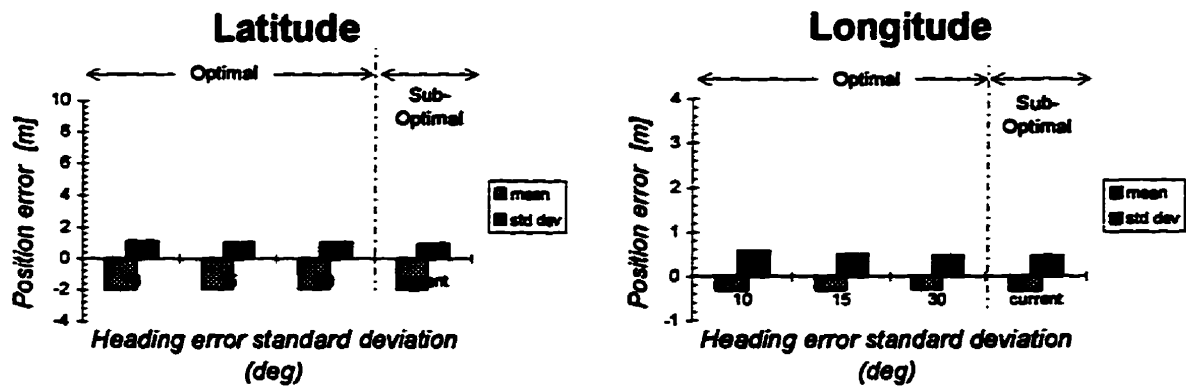 Latitude
Optimal
Sub-
Optimal
10
8
6
4
2
0
-2
-4
Position error [m]
mean
std dev
Heading error standard deviation
(deg)
Longitude
Optimal
Sub-
Optimal
4
3
2
1
0
-1
Position error [m]
10
15
30
current
mean
std dev
Heading error standard deviation
(deg)